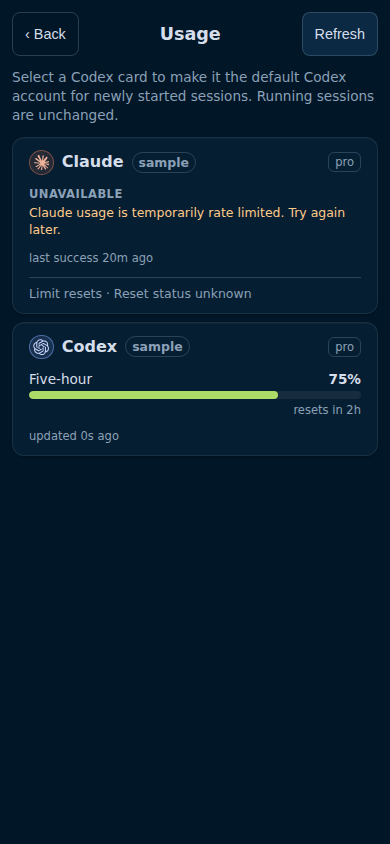 ‹ Back
Usage
Refresh
Select a Codex card to make it the default Codex
account for newly started sessions. Running sessions
are unchanged.
Claude sample pro
UNAVAILABLE
Claude usage is temporarily rate limited. Try again
later.
last success 20m ago
Limit resets · Reset status unknown
Codex sample pro
Five-hour 75%
resets in 2h
updated 0s ago